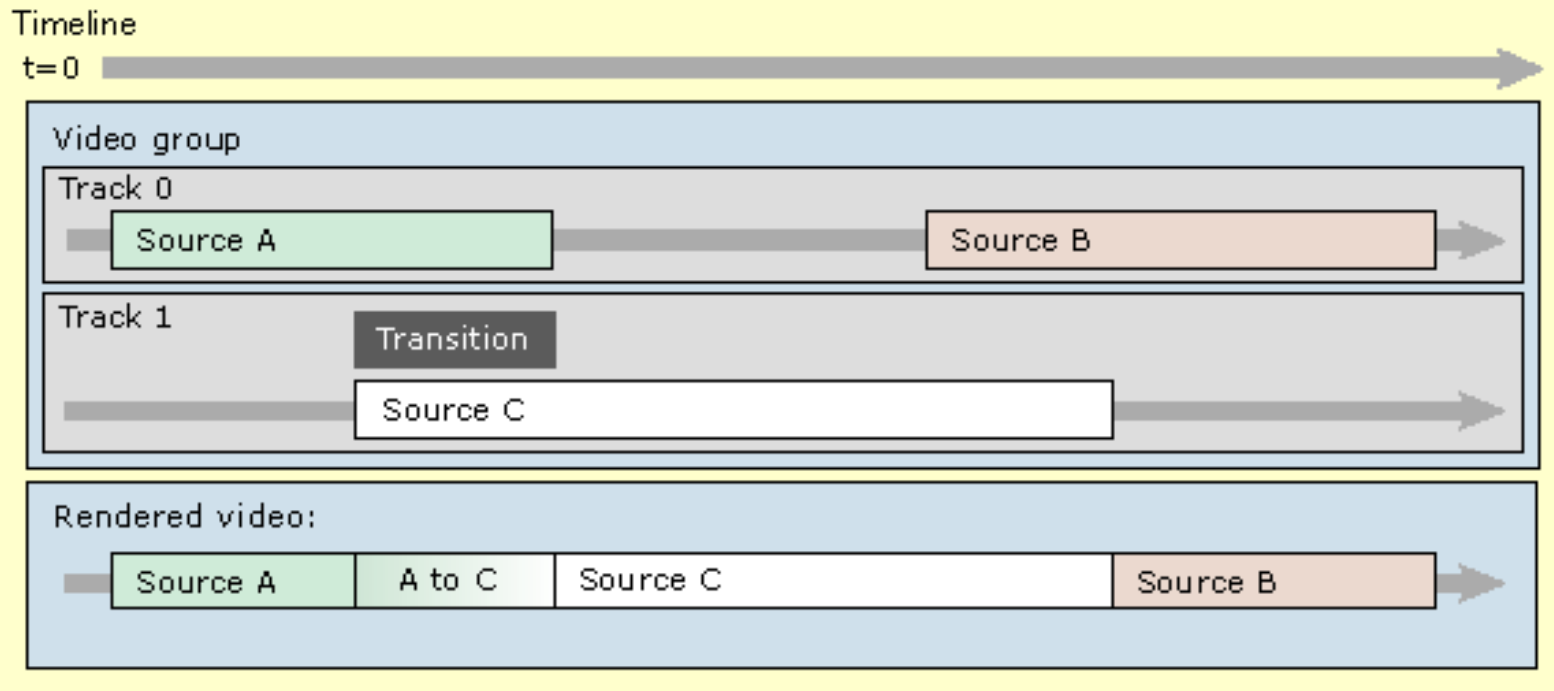 Timeline
t=0
Video group
Track 0
Source A
Source B
Track 1
Transition
Source C
Rendered video:
Source A
A to C
Source C
Source B